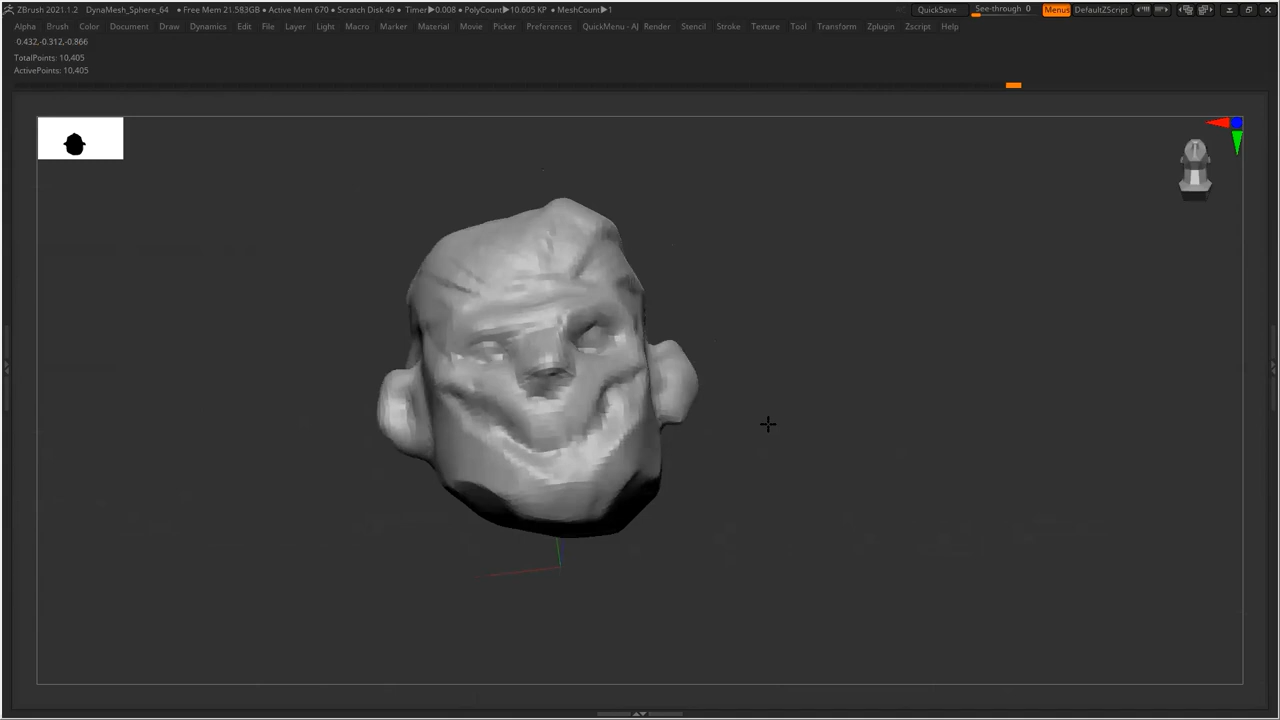 ZBrush 2021.1.2 DynaMesh_Sphere_64 • Free Mem 21.583GB • Active Mem 670 • Scratch Disk 49 • Timer▶0.008 • PolyCount▶10.605 KP • MeshCount▶1 AC QuickSave See-through 0 Menus DefaultZScript
Alpha Brush Color Document Draw Dynamics Edit File Layer Light Macro Marker Material Movie Picker Preferences QuickMenu - AJ Render Stencil Stroke Texture Tool Transform Zplugin Zscript Help
0.432,-0.312,-0.866
TotalPoints: 10,405
ActivePoints: 10,405